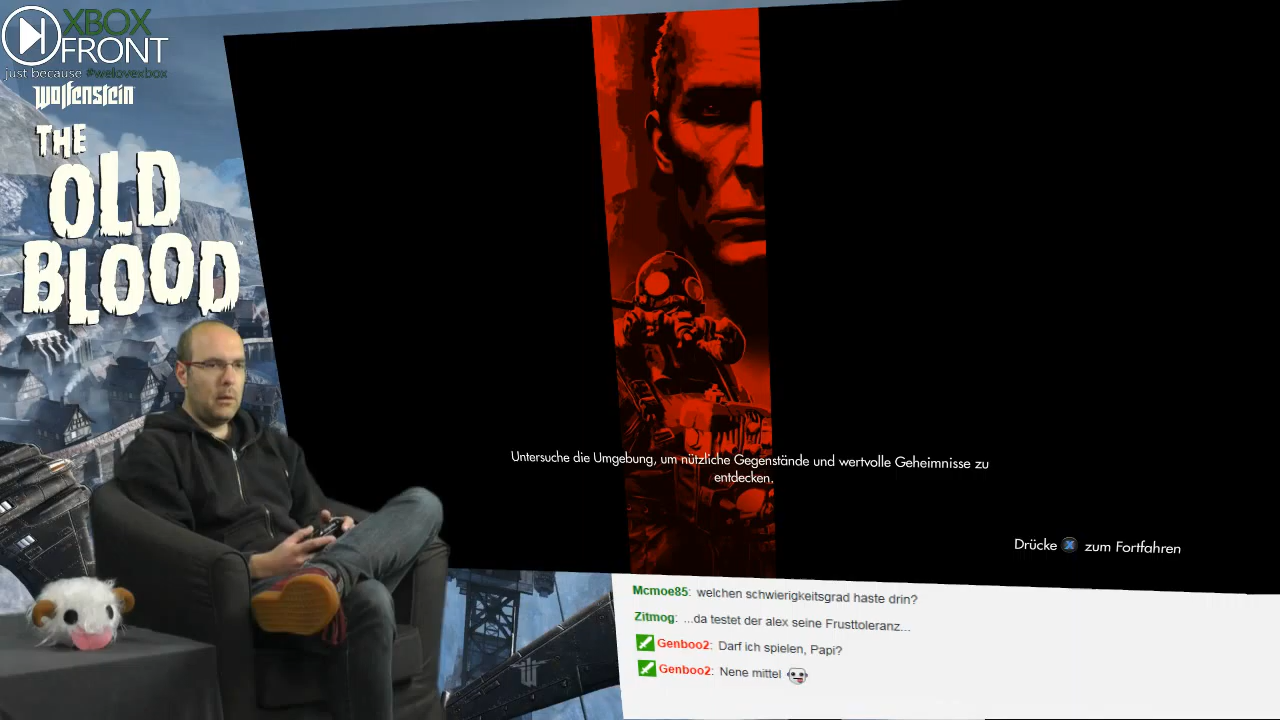 XBOX
FRONT
just because #welovexbox
Wolfenstein
THE
OLD
BLOOD™
Untersuche die Umgebung, um nützliche Gegenstände und wertvolle Geheimnisse zu
entdecken.
Drücke X zum Fortfahren
Mcmoe85: welchen schwierigkeitsgrad haste drin?
Zitmog: ...da testet der alex seine Frusttoleranz...
Genboo2: Darf ich spielen, Papi?
Genboo2: Nene mittel